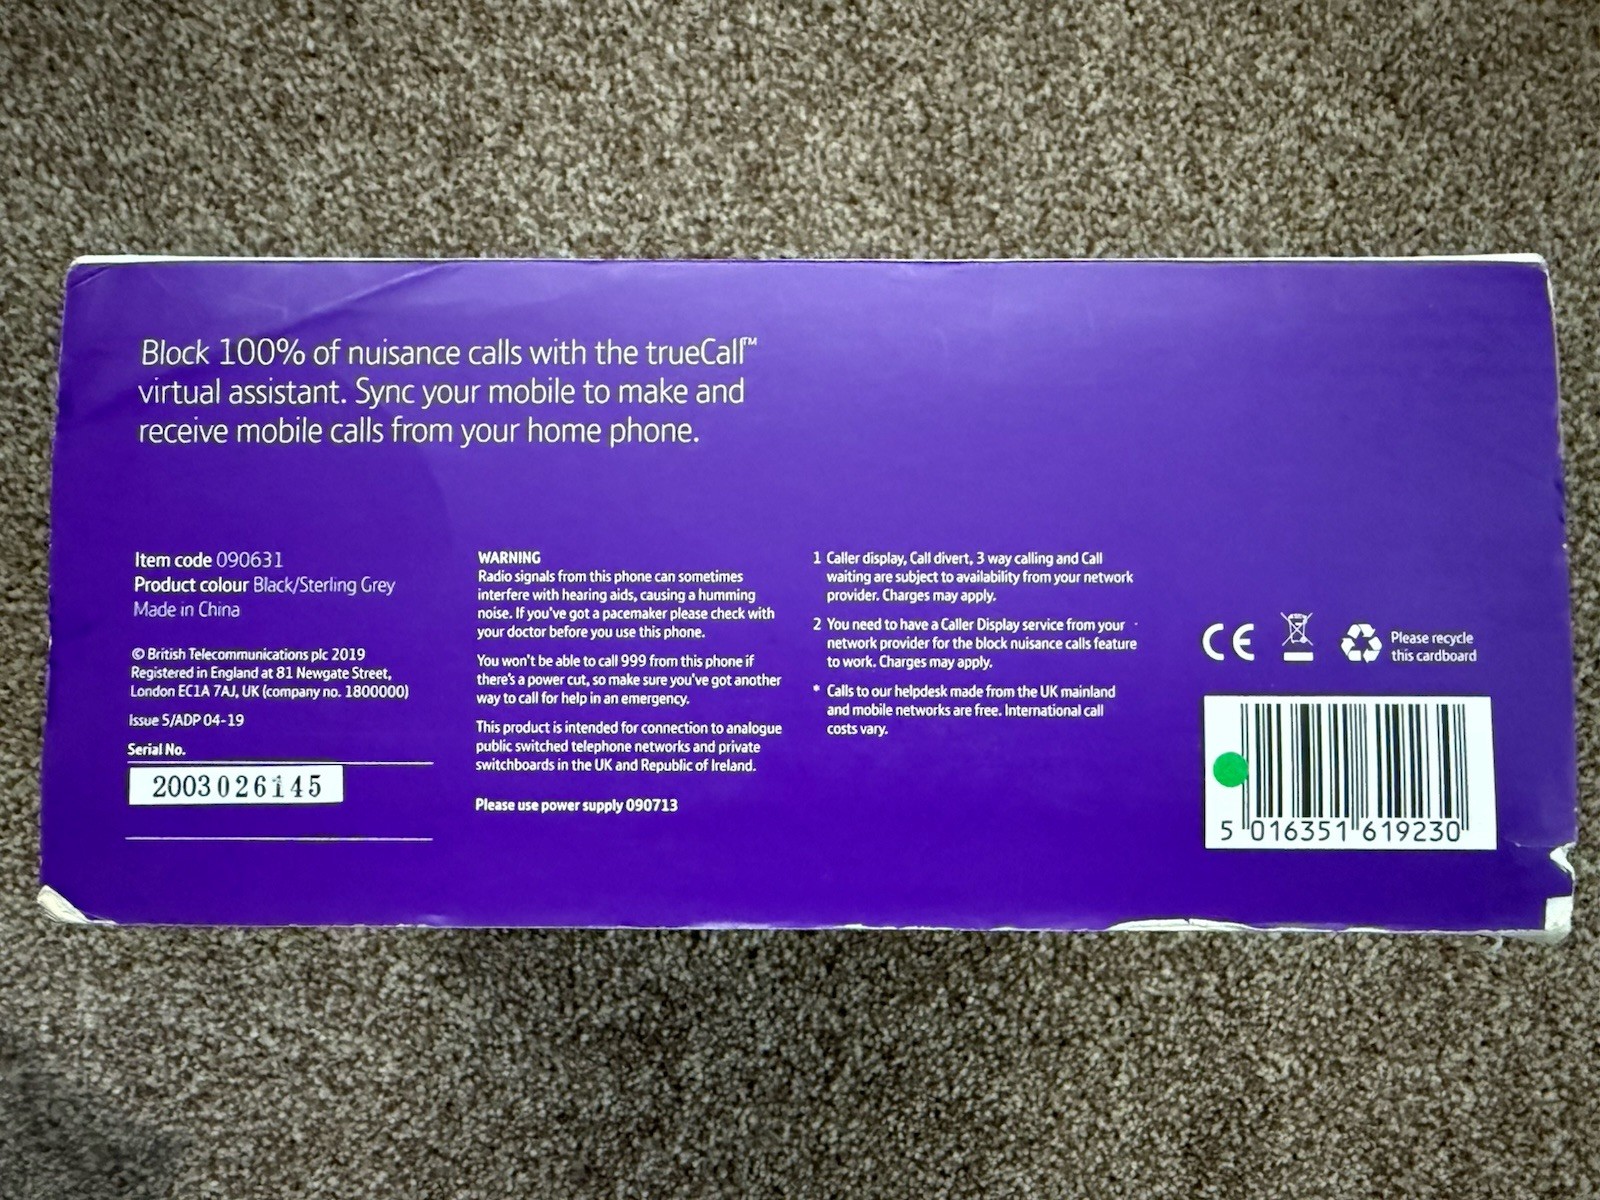 Block 100% of nuisance calls with the trueCall™
virtual assistant. Sync your mobile to make and
receive mobile calls from your home phone.
Item code 090631
Product colour Black/Sterling Grey
Made in China
© British Telecommunications plc 2019
Registered in England at 81 Newgate Street,
London EC1A 7AJ, UK (company no. 1800000)
Issue 5/ADP 04-19
Serial No.
2003026145
WARNING
Radio signals from this phone can sometimes
interfere with hearing aids, causing a humming
noise. If you've got a pacemaker please check with
your doctor before you use this phone.
You won't be able to call 999 from this phone if
there's a power cut, so make sure you've got another
way to call for help in an emergency.
This product is intended for connection to analogue
public switched telephone networks and private
switchboards in the UK and Republic of Ireland.
Please use power supply 090713
1 Caller display, Call divert, 3 way calling and Call
waiting are subject to availability from your network
provider. Charges may apply.
2 You need to have a Caller Display service from your
network provider for the block nuisance calls feature
to work. Charges may apply.
* Calls to our helpdesk made from the UK mainland
and mobile networks are free. International call
costs vary.
CE
Please recycle
this cardboard
5 016351 619230